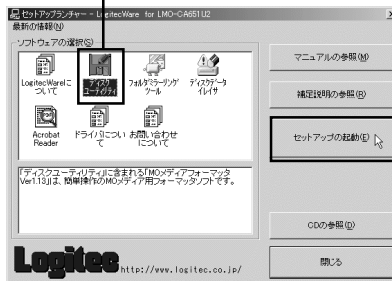 セットアップランチャー - LogitecWare for LMO-CA651U2
最新の情報(N)
ソフトウェアの選択(S)
LogitecWareについて
ディスクユーティリティ
フォルダミラーリングツール
ディスクデータイレイサ
Acrobat Reader
ドライバについて
お問い合わせについて
「ディスクユーティリティ」に含まれる「MOメディアフォーマッタ
Ver1.13」は、簡単操作のMOメディア用フォーマッタソフトです。
マニュアルの参照(M)
補足説明の参照(R)
セットアップの起動(E)
CDの参照(D)
閉じる
Logitec http://www.logitec.co.jp/